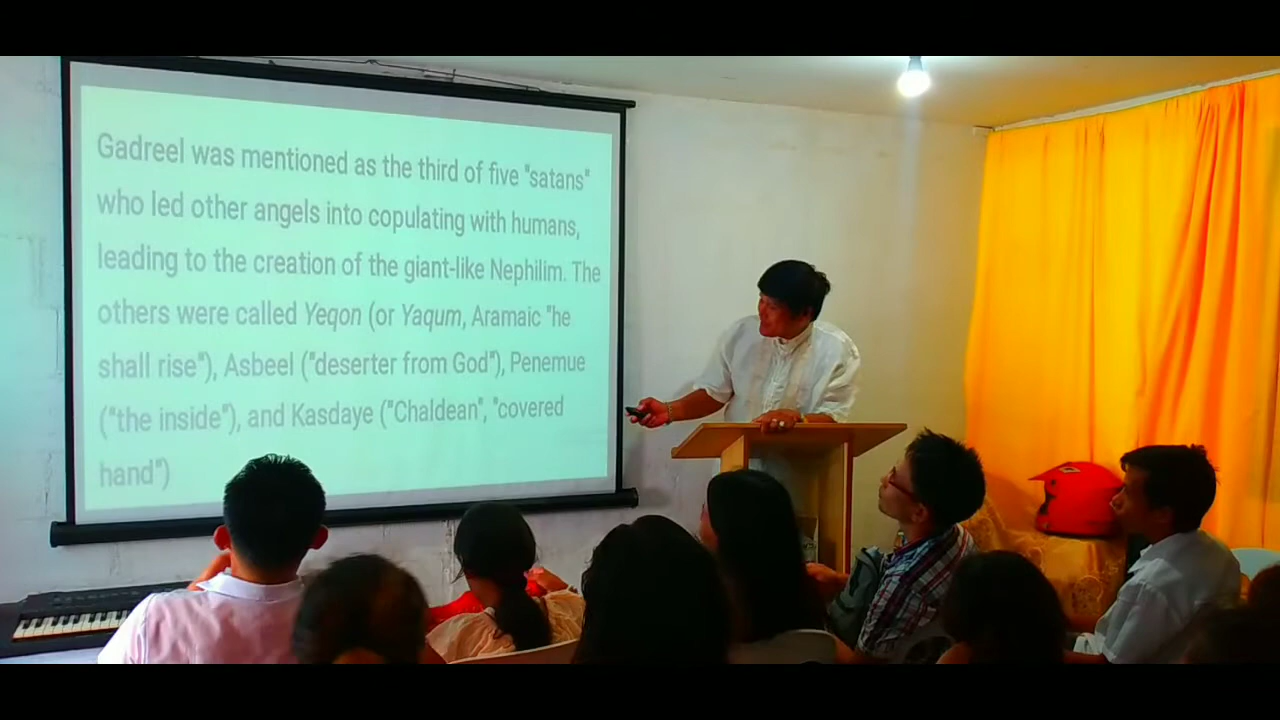 Gadreel was mentioned as the third of five "satans"
who led other angels into copulating with humans,
leading to the creation of the giant-like Nephilim. The
others were called Yeqon (or Yaqum, Aramaic "he
shall rise"), Asbeel ("deserter from God"), Penemue
("the inside"), and Kasdaye ("Chaldean", "covered
hand")